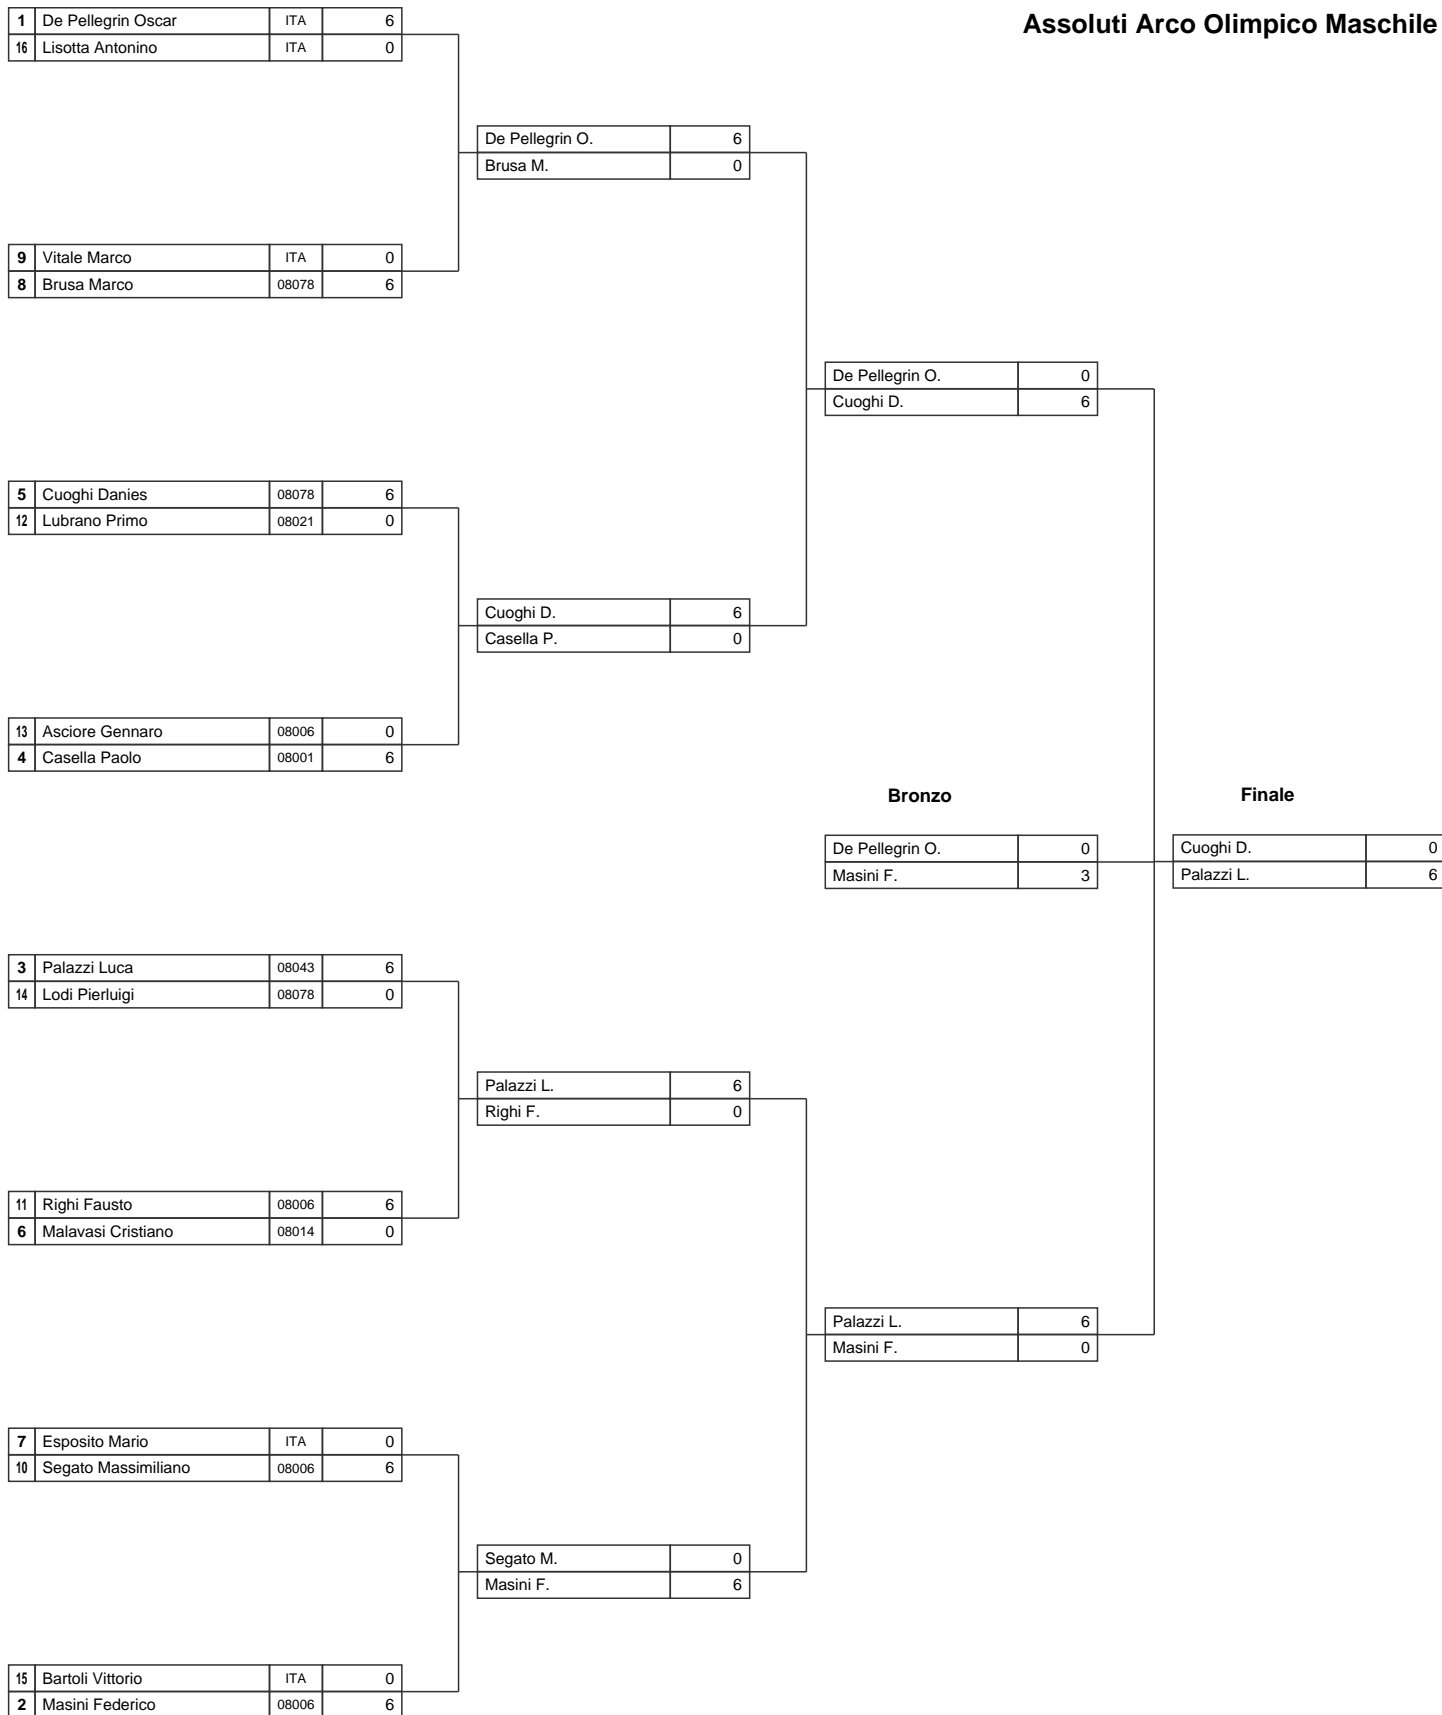 Assoluti Arco Olimpico Maschile
1 De Pellegrin Oscar ITA 6
16 Lisotta Antonino ITA 0
De Pellegrin O. 6
Brusa M. 0
9 Vitale Marco ITA 0
8 Brusa Marco 08078 6
De Pellegrin O. 0
Cuoghi D. 6
5 Cuoghi Danies 08078 6
12 Lubrano Primo 08021 0
Cuoghi D. 6
Casella P. 0
13 Asciore Gennaro 08006 0
4 Casella Paolo 08001 6
Bronzo Finale
De Pellegrin O. 0 Cuoghi D. 0
Masini F. 3 Palazzi L. 6
3 Palazzi Luca 08043 6
14 Lodi Pierluigi 08078 0
Palazzi L. 6
Righi F. 0
11 Righi Fausto 08006 6
6 Malavasi Cristiano 08014 0
Palazzi L. 6
Masini F. 0
7 Esposito Mario ITA 0
10 Segato Massimiliano 08006 6
Segato M. 0
Masini F. 6
15 Bartoli Vittorio ITA 0
2 Masini Federico 08006 6